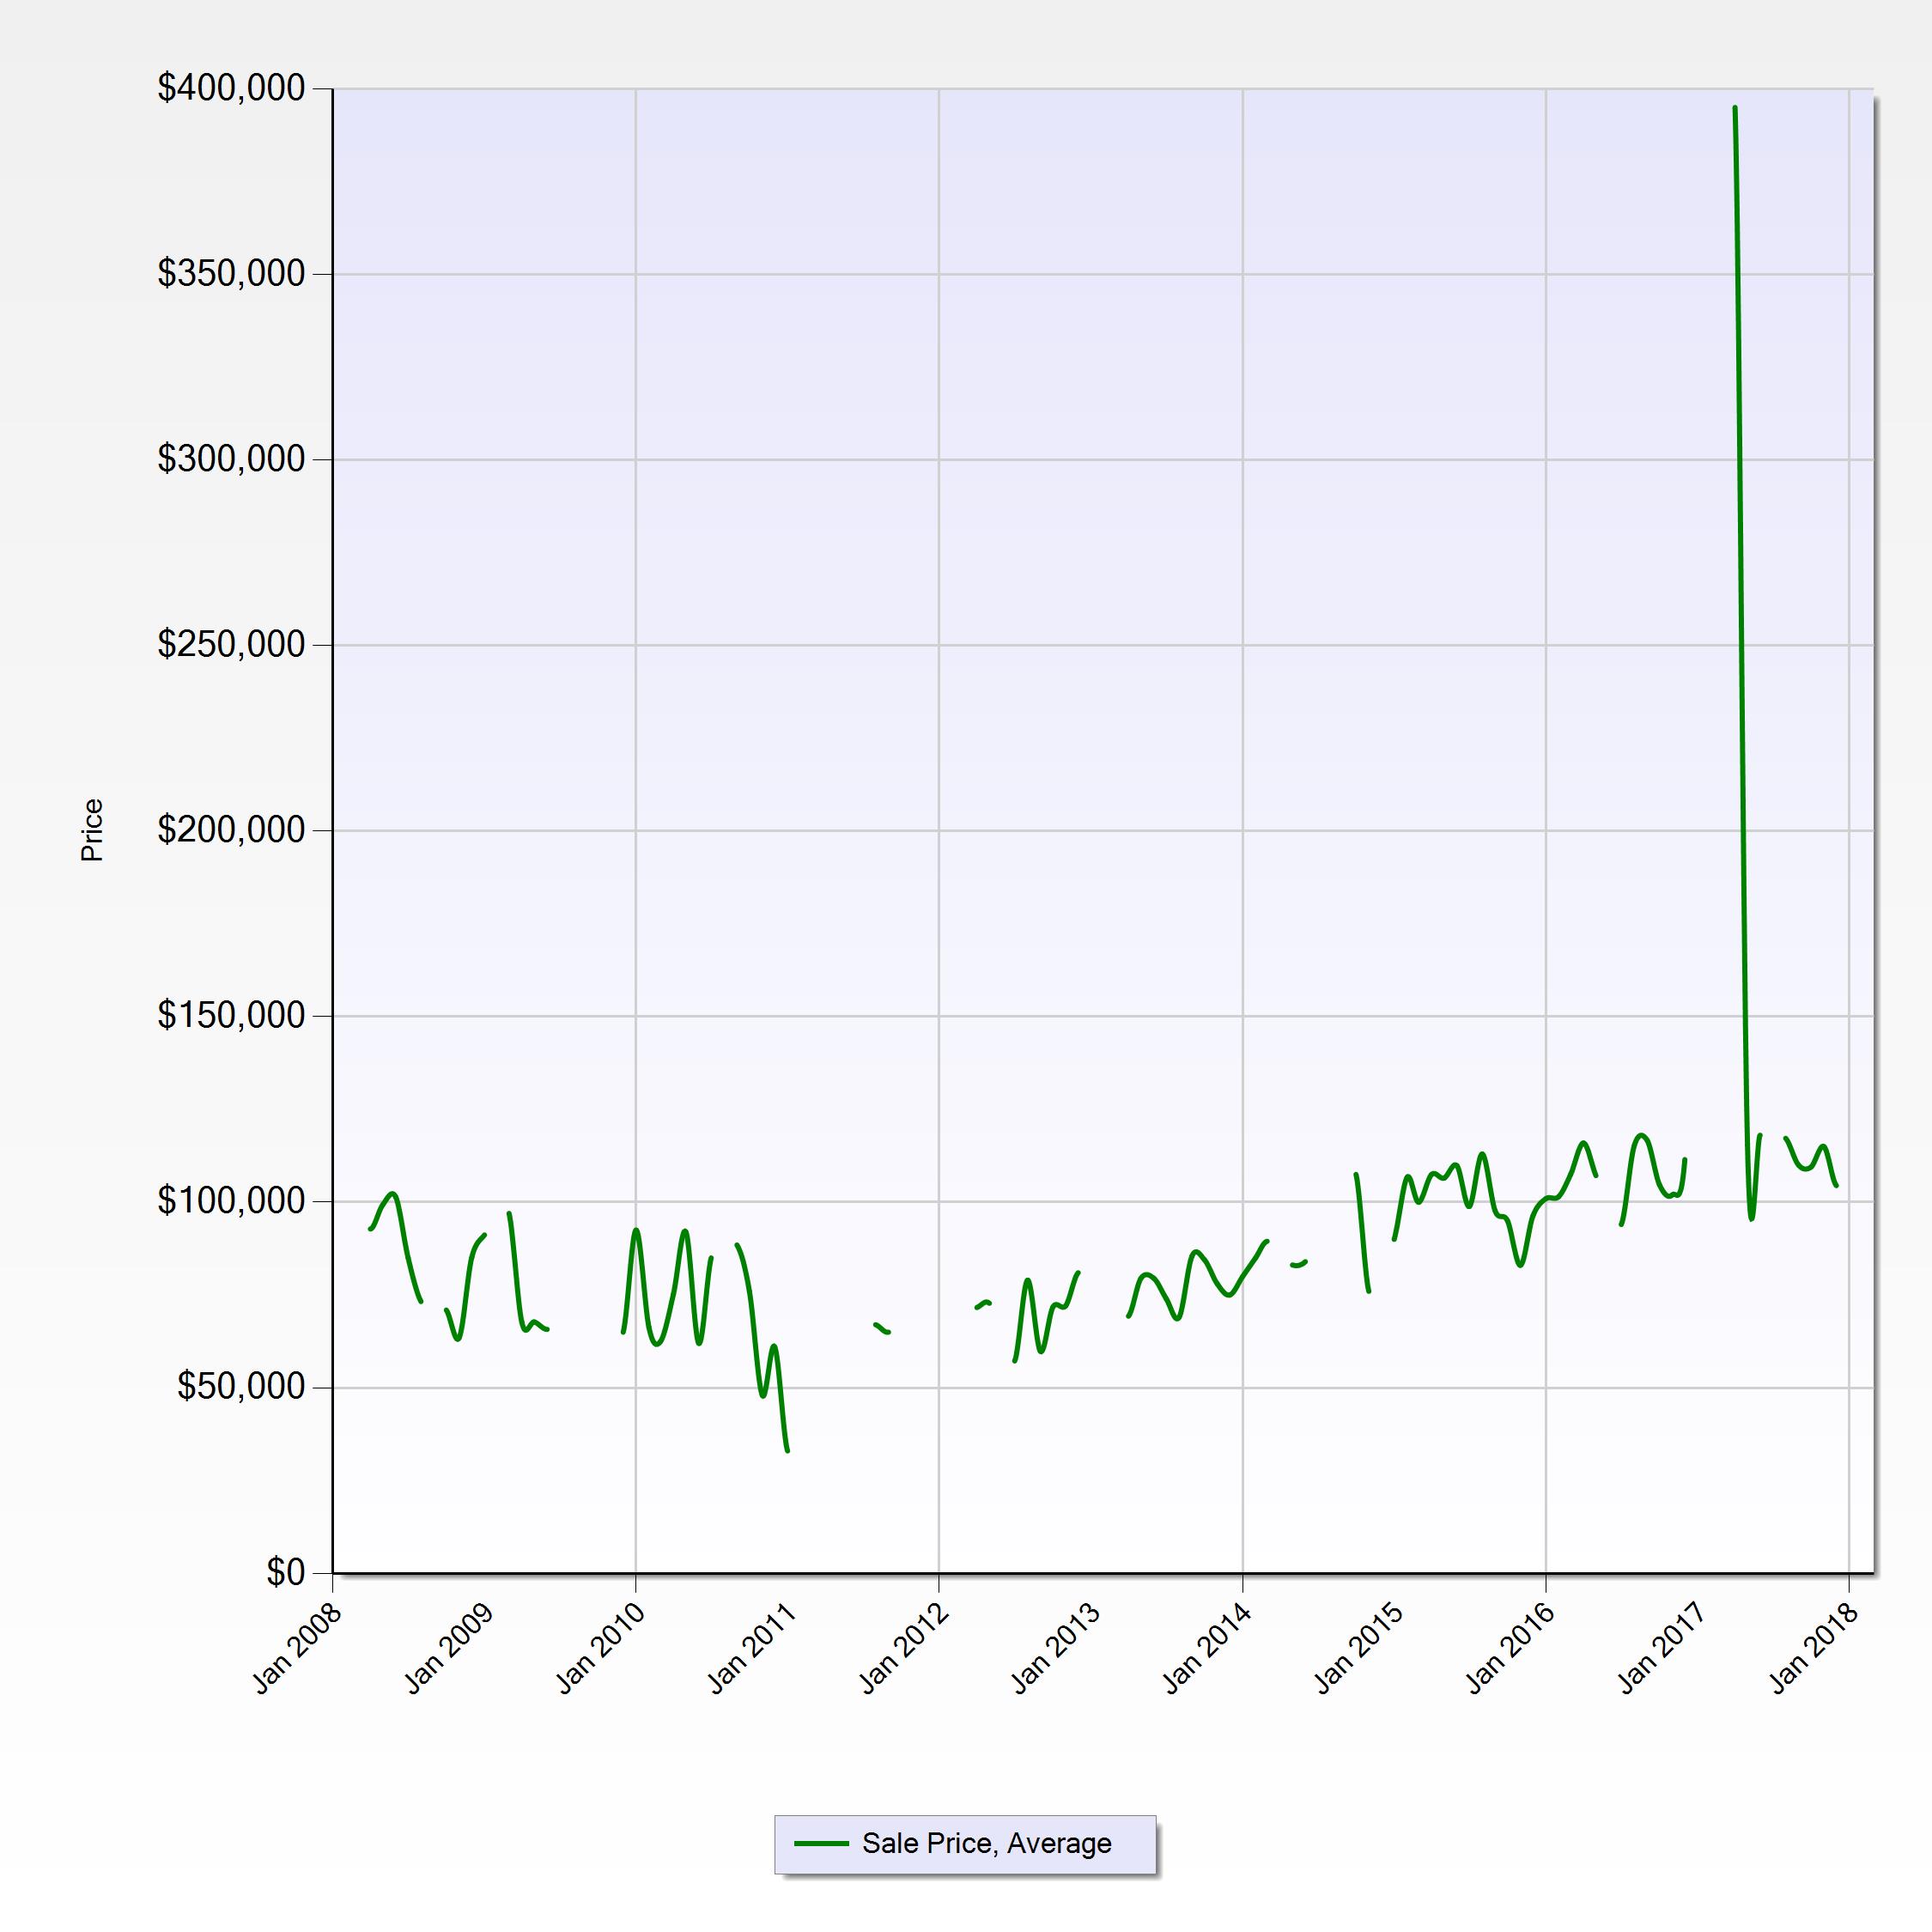 $400,000
$350,000
$300,000
$250,000
$200,000
$150,000
$100,000
$50,000
$0
Price
Jan 2008
Jan 2009
Jan 2010
Jan 2011
Jan 2012
Jan 2013
Jan 2014
Jan 2015
Jan 2016
Jan 2017
Jan 2018
Sale Price, Average